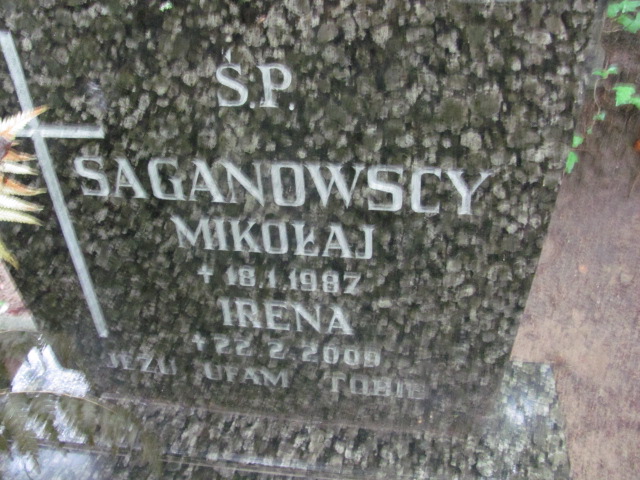 Ś.P.
SAGANOWSCY
MIKOŁAJ
+ 18.1.1987
IRENA
+ 22.2.2009
JEZU UFAM TOBIE